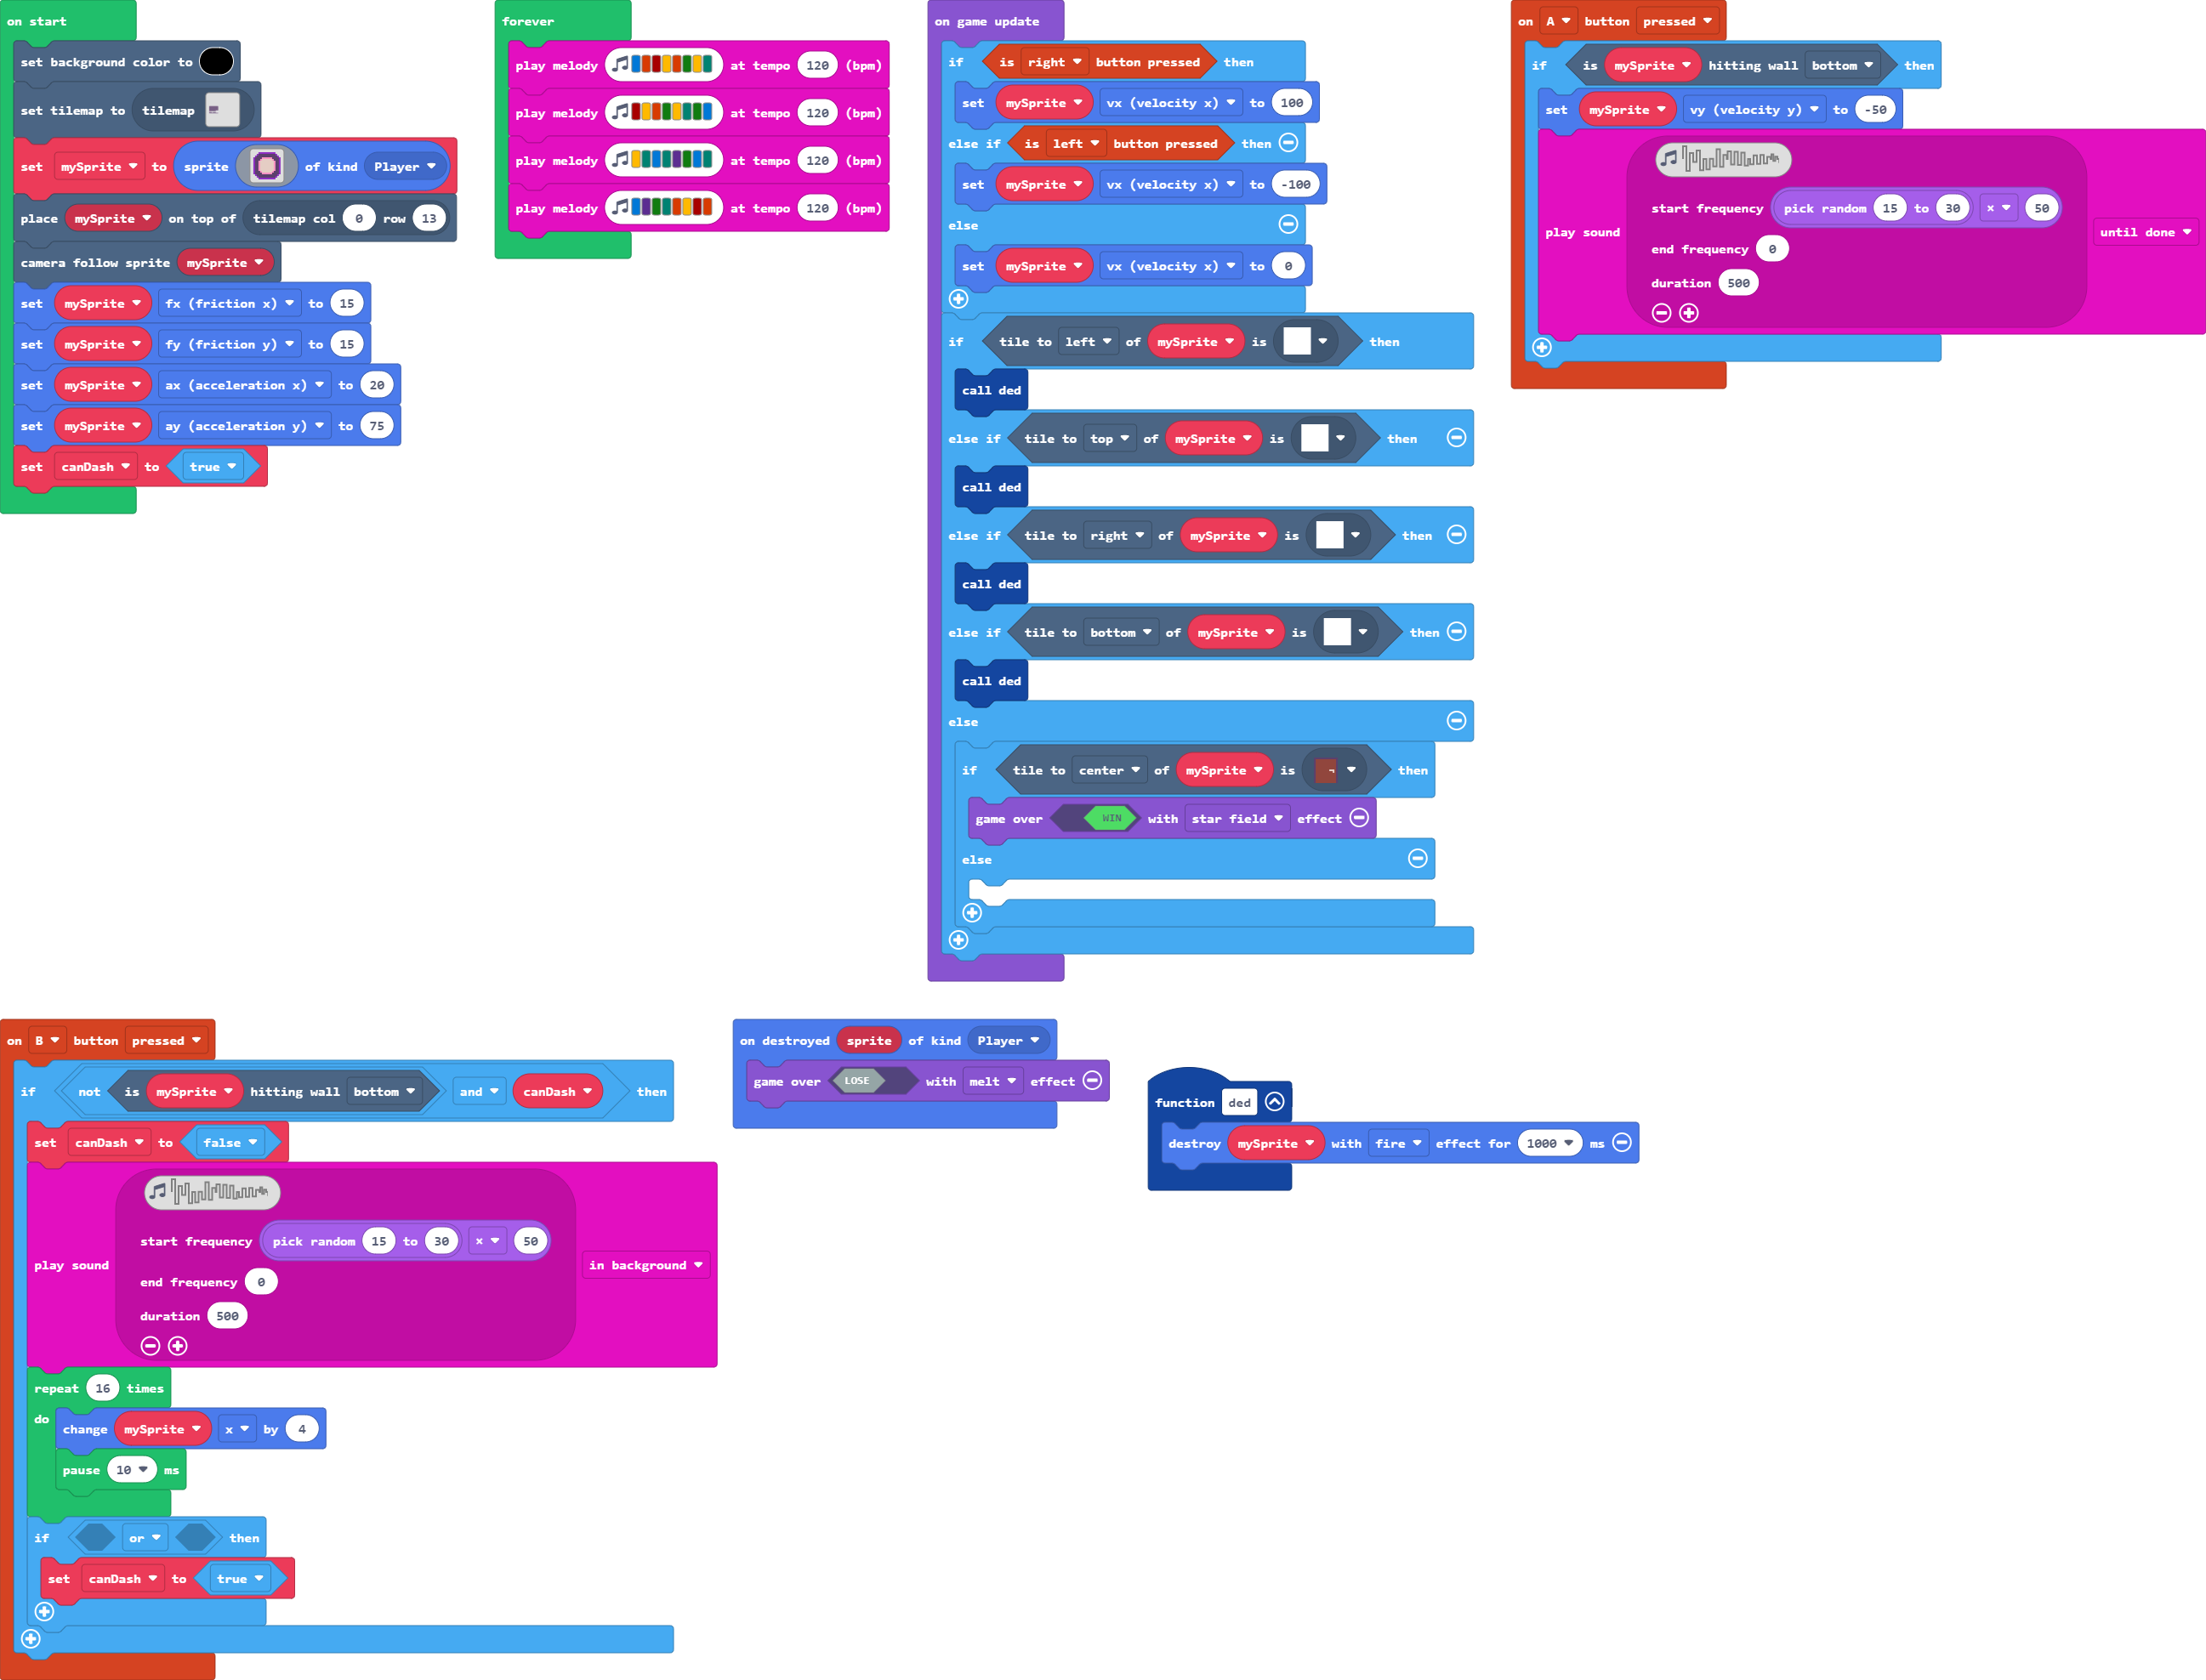 on start
set background color to
set tilemap to tilemap
set mySprite to sprite of kind Player
place mySprite on top of tilemap col 0 row 13
camera follow sprite mySprite
set mySprite fx (friction x) to 15
set mySprite fy (friction y) to 15
set mySprite ax (acceleration x) to 20
set mySprite ay (acceleration y) to 75
set canDash to true
forever
play melody at tempo 120 (bpm)
play melody at tempo 120 (bpm)
play melody at tempo 120 (bpm)
play melody at tempo 120 (bpm)
on game update
if is right button pressed then
set mySprite vx (velocity x) to 100
else if is left button pressed then
set mySprite vx (velocity x) to -100
else
set mySprite vx (velocity x) to 0
if tile to left of mySprite is then
call ded
else if tile to top of mySprite is then
call ded
else if tile to right of mySprite is then
call ded
else if tile to bottom of mySprite is then
call ded
else
if tile to center of mySprite is then
game over WIN with star field effect
else
on A button pressed
if is mySprite hitting wall bottom then
set mySprite vy (velocity y) to -50
start frequency pick random 15 to 30 × 50
play sound until done
end frequency 0
duration 500
on B button pressed
if not is mySprite hitting wall bottom and canDash then
set canDash to false
start frequency pick random 15 to 30 × 50
play sound in background
end frequency 0
duration 500
repeat 16 times
do
change mySprite x by 4
pause 10 ms
if or then
set canDash to true
on destroyed sprite of kind Player
game over LOSE with melt effect
function ded
destroy mySprite with fire effect for 1000 ms